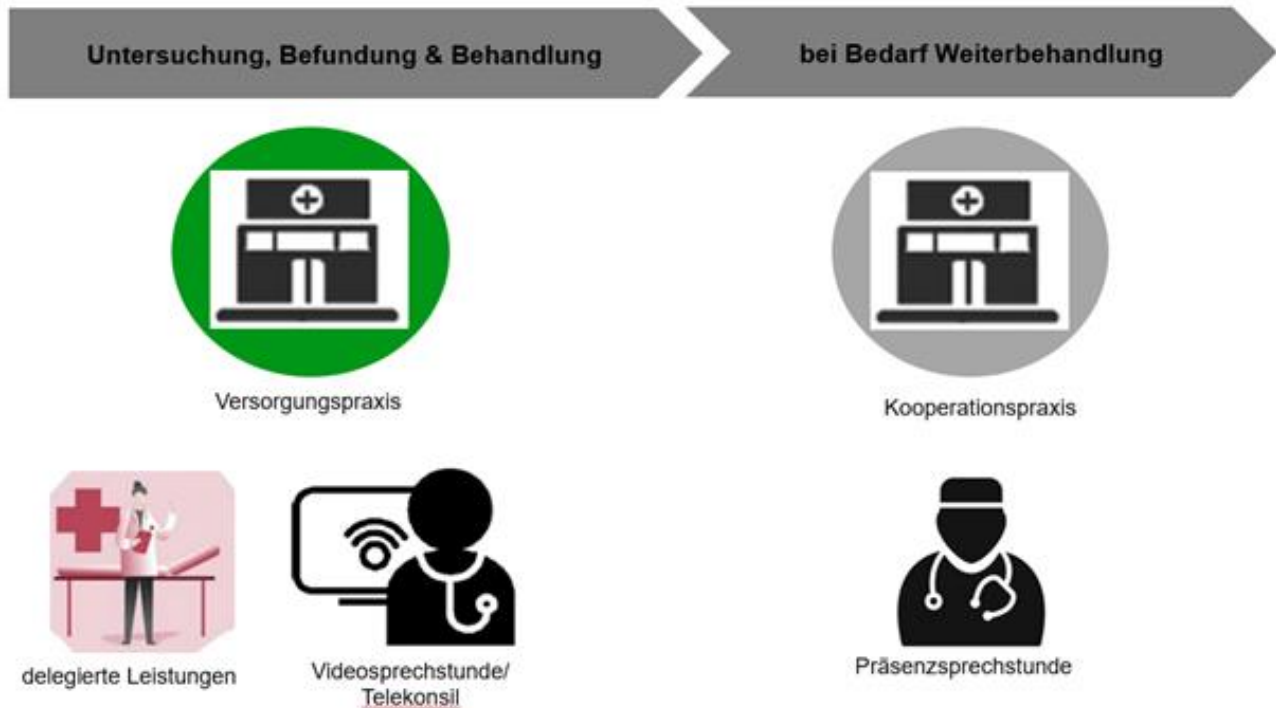 Untersuchung, Befundung & Behandlung
bei Bedarf Weiterbehandlung
Versorgungspraxis
Kooperationspraxis
delegierte Leistungen
Videosprechstunde/
Telekonsil
Präsenzsprechstunde